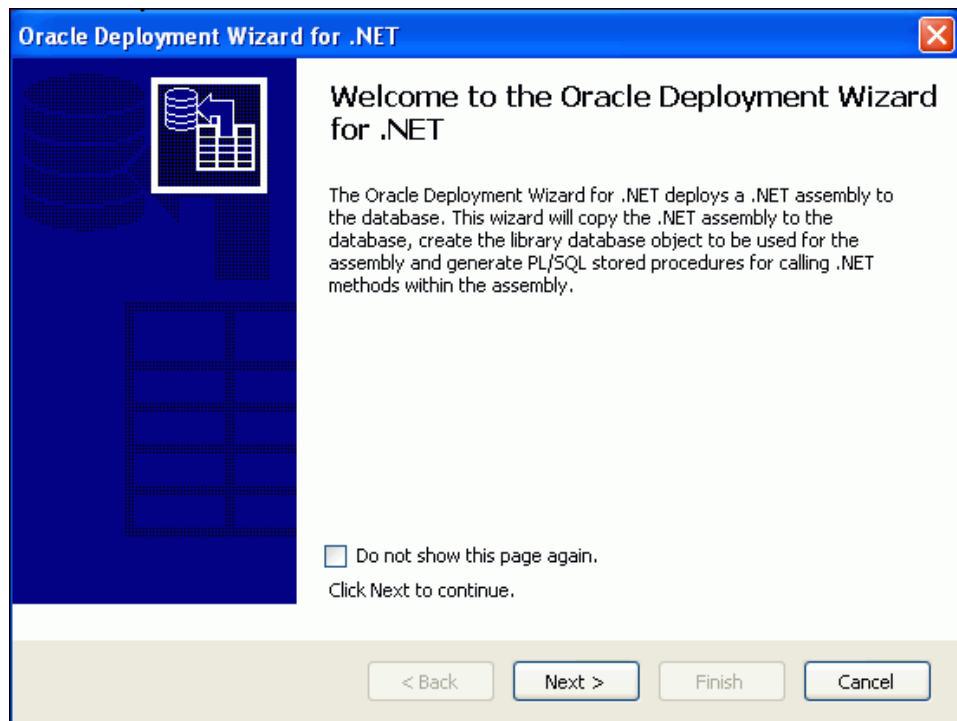 Oracle Deployment Wizard for .NET
Welcome to the Oracle Deployment Wizard
for .NET
The Oracle Deployment Wizard for .NET deploys a .NET assembly to
the database. This wizard will copy the .NET assembly to the
database, create the library database object to be used for the
assembly and generate PL/SQL stored procedures for calling .NET
methods within the assembly.
Do not show this page again.
Click Next to continue.
< Back Next > Finish Cancel